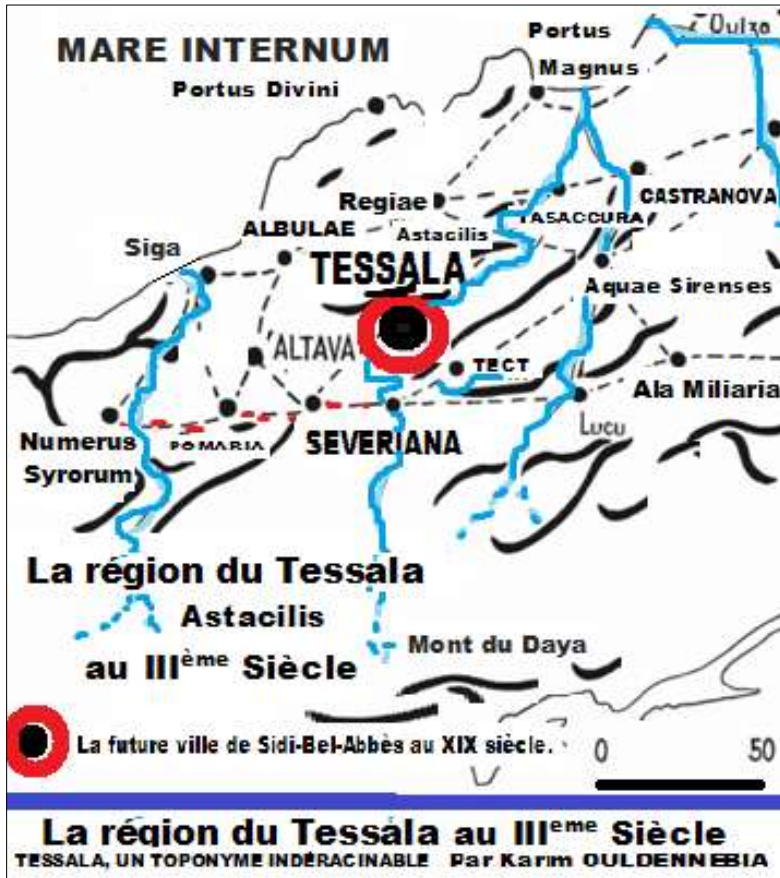 Portus
Oulza
MARE INTERNUM
Magnus
Portus Divini
Regiae
CASTRANOVA
TASACCURA
ALBULAE
Astacilis
Siga
TESSALA
Aquae Sirenses
ALTAVA
TECT
Ala Miliaria
Numerus
Syrorum
POMARIA
SEVERIANA
Lucu
La région du Tessala
Astacilis
au IIIème Siècle
Mont du Daya
La future ville de Sidi-Bel-Abbès au XIX siècle.
0 50
La région du Tessala au IIIeme Siècle
TESSALA, UN TOPONYME INDÉRACINABLE Par Karim OULDENNEBIA